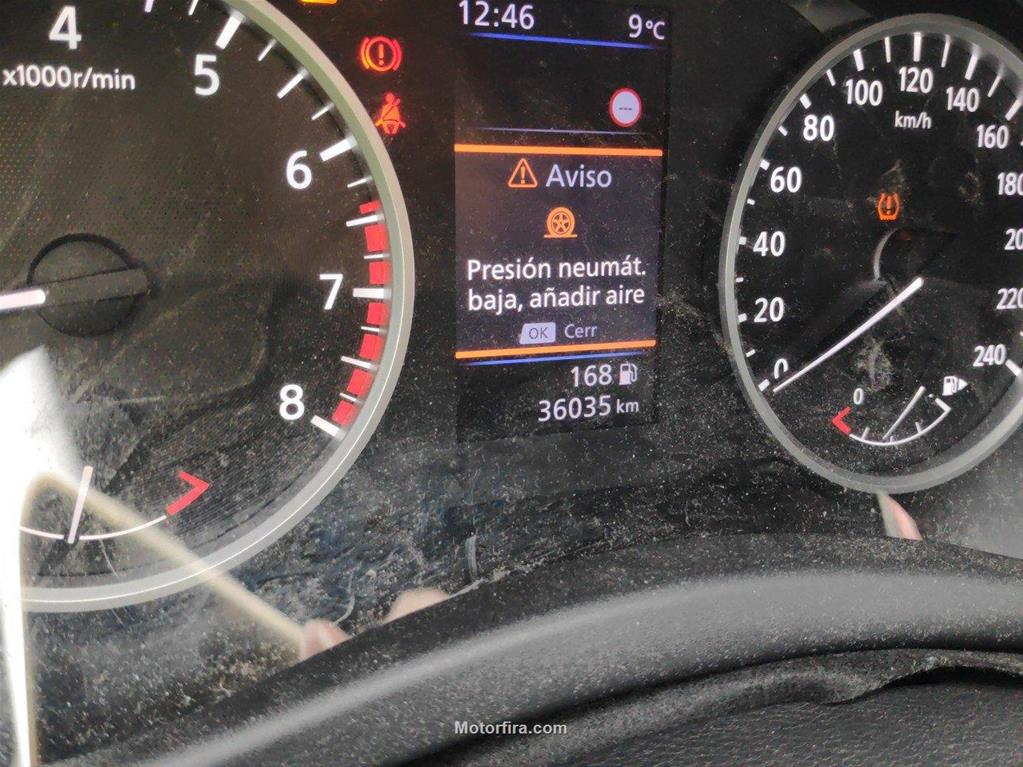 12:46 9°C
4
x1000r/min
5
6
7
8
Aviso
Presión neumát.
baja, añadir aire
OK Cerr
168
36035 km
0
20
40
60
80
100
120
140
160
km/h
240
0
Motorfira.com